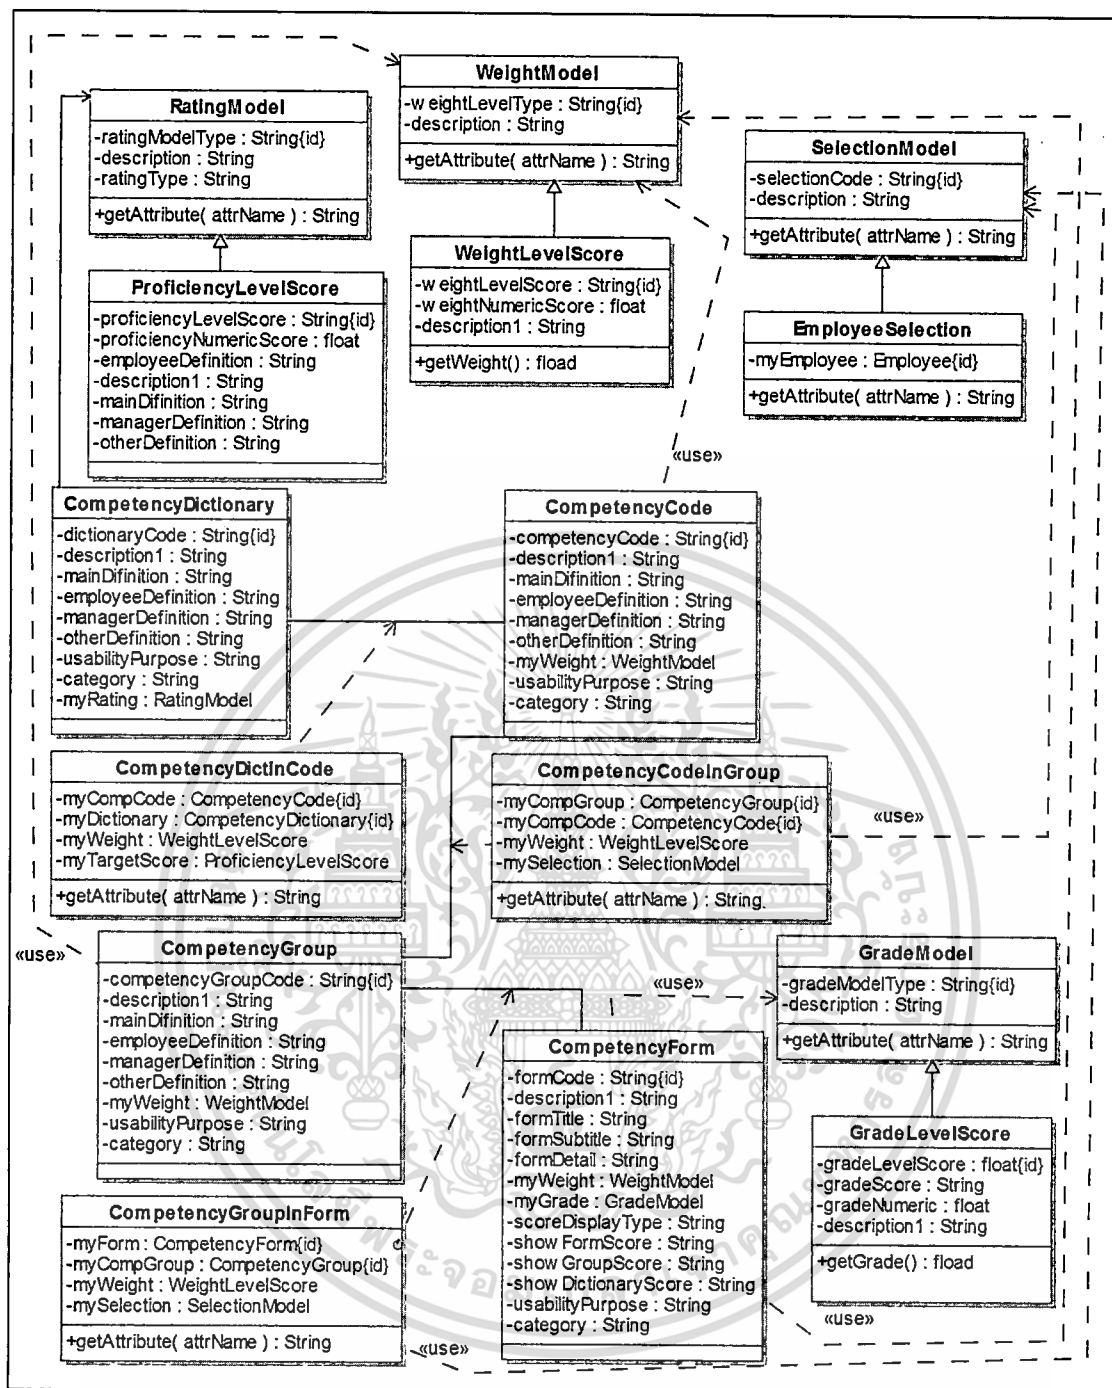 WeightModel
-w eightLevelType : String{id}
-description : String
+getAttribute( attrName ) : String
RatingModel
-ratingModelType : String{id}
-description : String
-ratingType : String
+getAttribute( attrName ) : String
SelectionModel
-selectionCode : String{id}
-description : String
+getAttribute( attrName ) : String
WeightLevelScore
-w eightLevelScore : String{id}
-w eightNumericScore : float
-description1 : String
+getWeight() : fload
ProficiencyLevelScore
-proficiencyLevelScore : String{id}
-proficiencyNumericScore : float
-employeeDefinition : String
-description1 : String
-mainDifinition : String
-managerDefinition : String
-otherDefinition : String
EmployeeSelection
-myEmployee : Employee{id}
+getAttribute( attrName ) : String
«use»
CompetencyDictionary
-dictionaryCode : String{id}
-description1 : String
-mainDifinition : String
-employeeDefinition : String
-managerDefinition : String
-otherDefinition : String
-usabilityPurpose : String
-category : String
-myRating : RatingModel
CompetencyCode
-competencyCode : String{id}
-description1 : String
-mainDifinition : String
-employeeDefinition : String
-managerDefinition : String
-otherDefinition : String
-myWeight : WeightModel
-usabilityPurpose : String
-category : String
CompetencyDictInCode
-myCompCode : CompetencyCode{id}
-myDictionary : CompetencyDictionary{id}
-myWeight : WeightLevelScore
-myTargetScore : ProficiencyLevelScore
+getAttribute( attrName ) : String
CompetencyCodeInGroup
-myCompGroup : CompetencyGroup{id}
-myCompCode : CompetencyCode{id}
-myWeight : WeightLevelScore
-mySelection : SelectionModel
+getAttribute( attrName ) : String
«use»
«use»
CompetencyGroup
-competencyGroupCode : String{id}
-description1 : String
-mainDifinition : String
-employeeDefinition : String
-managerDefinition : String
-otherDefinition : String
-myWeight : WeightModel
-usabilityPurpose : String
-category : String
«use»
GradeModel
-gradeModelType : String{id}
-description : String
+getAttribute( attrName ) : String
CompetencyForm
-formCode : String{id}
-description1 : String
-formTitle : String
-formSubtitle : String
-formDetail : String
-myWeight : WeightModel
-myGrade : GradeModel
-scoreDisplayType : String
-show FormScore : String
-show GroupScore : String
-show DictionaryScore : String
-usabilityPurpose : String
-category : String
GradeLevelScore
-gradeLevelScore : float{id}
-gradeScore : String
-gradeNumeric : float
-description1 : String
+getGrade() : fload
CompetencyGroupInForm
-myForm : CompetencyForm{id}
-myCompGroup : CompetencyGroup{id}
-myWeight : WeightLevelScore
-mySelection : SelectionModel
+getAttribute( attrName ) : String
«use»
«use»